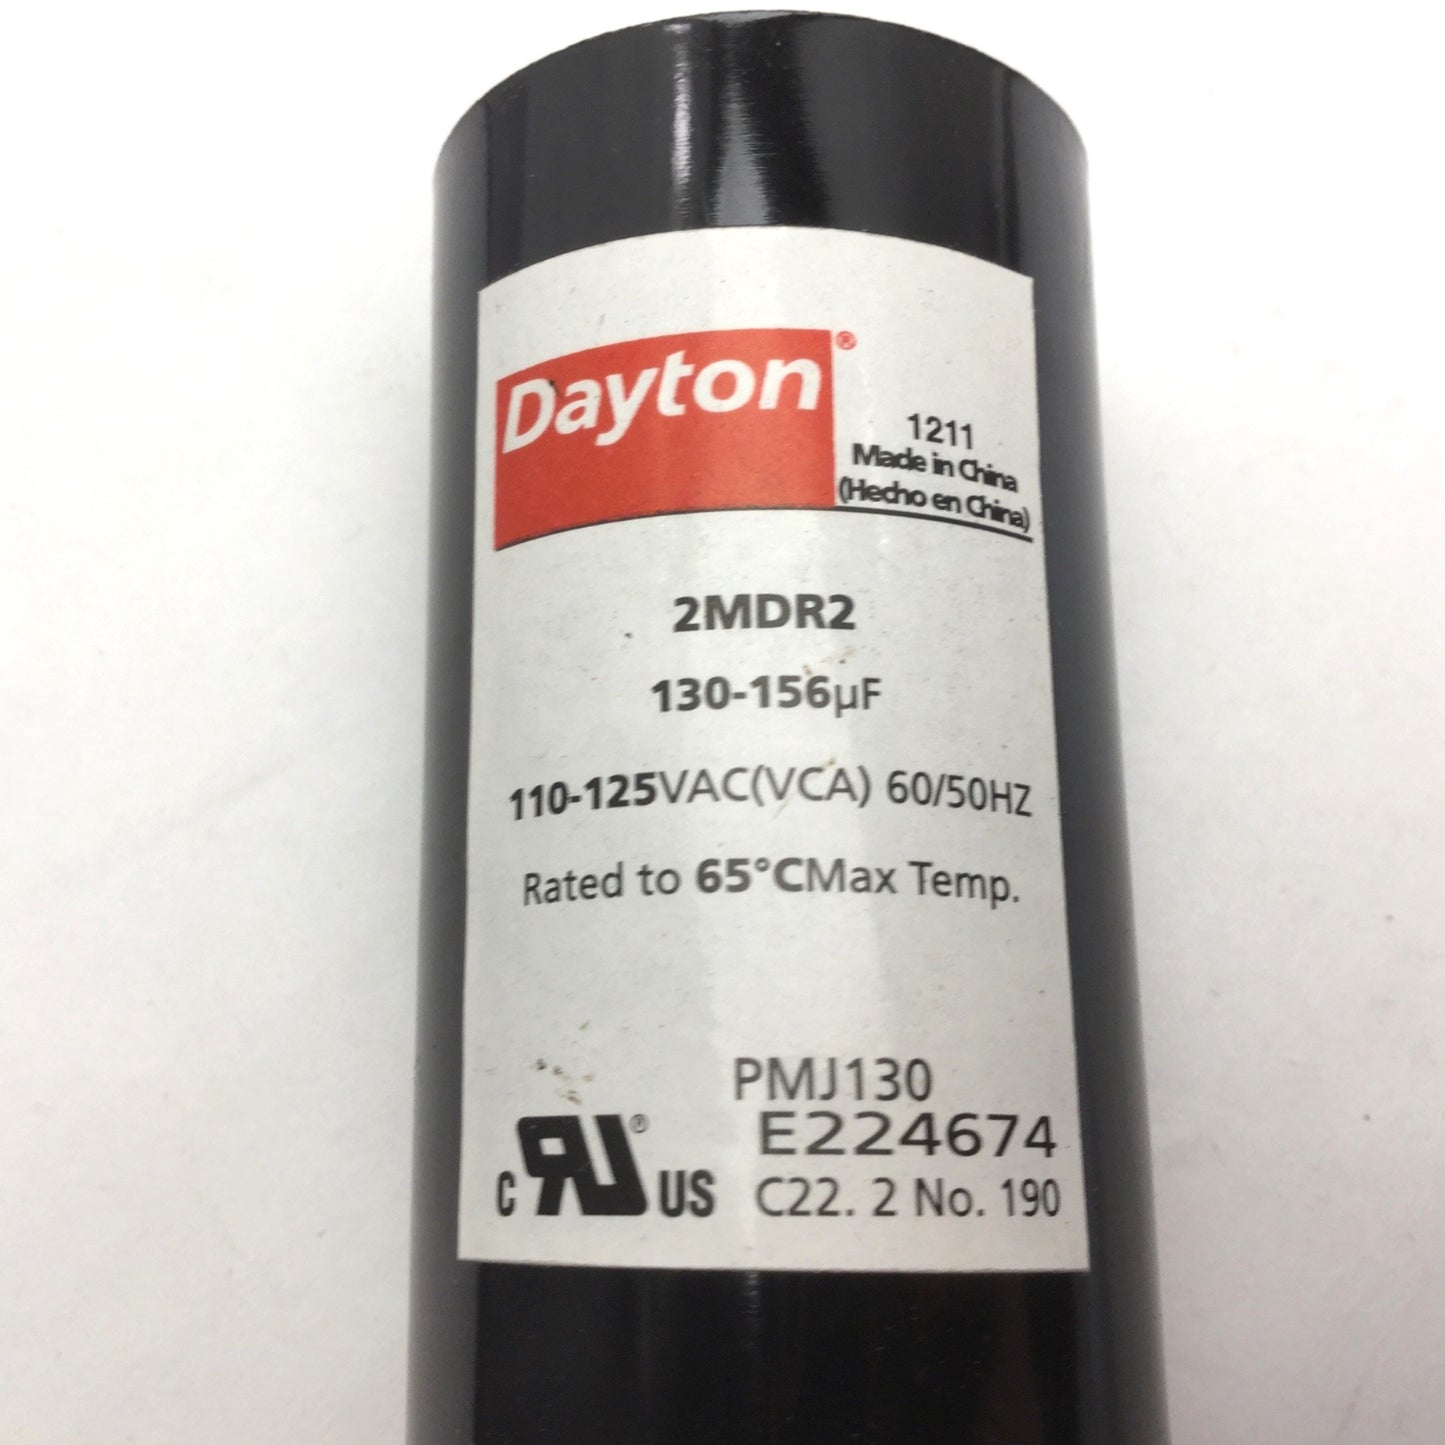 Dayton®
1211
Made in China
(Hecho en China)
2MDR2
130-156µF
110-125VAC(VCA) 60/50HZ
Rated to 65°CMax Temp.
PMJ130
E224674
C RU® US
C22. 2 No. 190